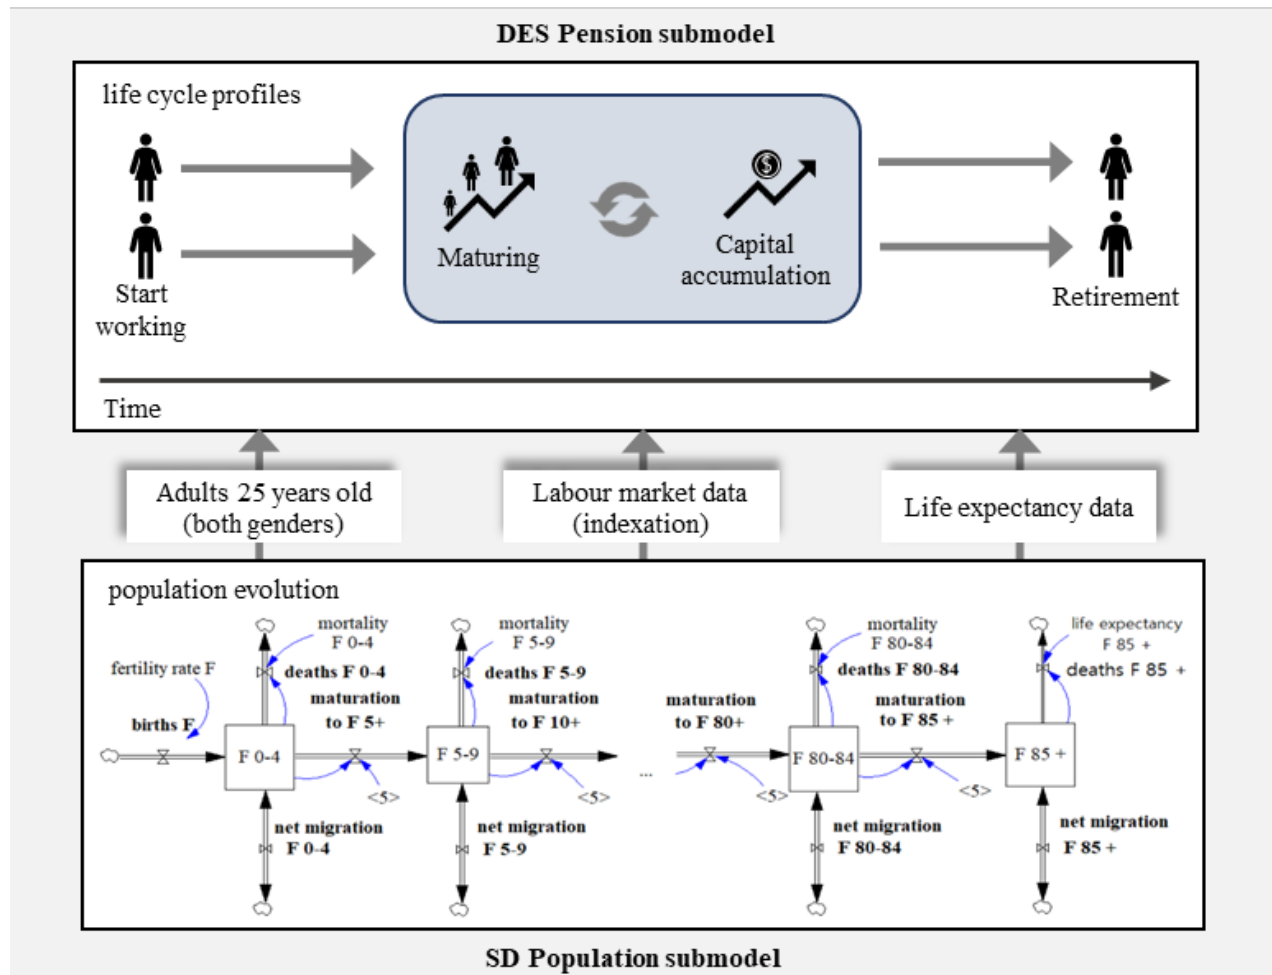 DES Pension submodel
life cycle profiles
Start
working
Maturing
$
Capital
accumulation
Retirement
Time
Adults 25 years old
(both genders)
Labour market data
(indexation)
Life expectancy data
population evolution
fertility rate F
births F
mortality
F 0-4
deaths F 0-4
maturation
to F 5+
F 0-4
<5>
net migration
F 0-4
mortality
F 5-9
deaths F 5-9
maturation
to F 10+
F 5-9
<5>
net migration
F 5-9
...
maturation
to F 80+
<5>
mortality
F 80-84
deaths F 80-84
maturation
to F 85 +
F 80-84
<5>
net migration
F 80-84
life expectancy
F 85 +
deaths F 85 +
F 85 +
net migration
F 85 +
SD Population submodel